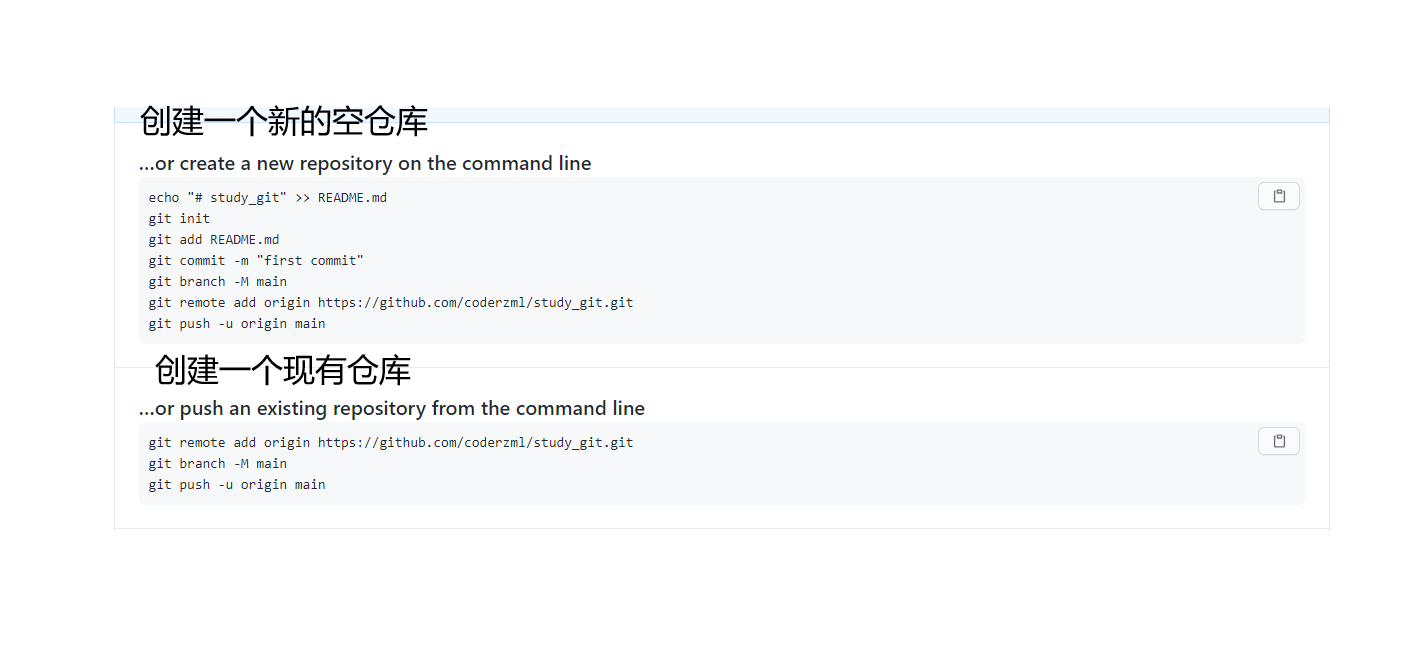 创建一个新的空仓库
…or create a new repository on the command line
echo "# study_git" >> README.md
git init
git add README.md
git commit -m "first commit"
git branch -M main
git remote add origin https://github.com/coderzml/study_git.git
git push -u origin main
创建一个现有仓库
…or push an existing repository from the command line
git remote add origin https://github.com/coderzml/study_git.git
git branch -M main
git push -u origin main